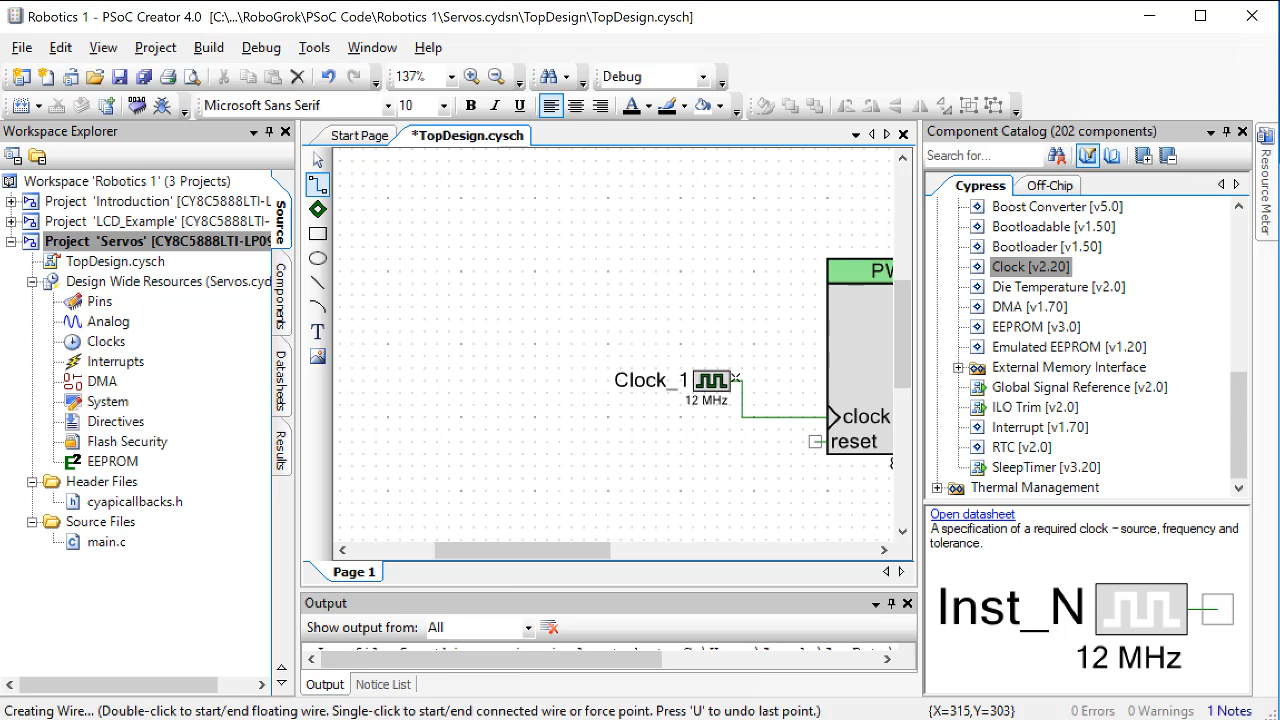 Robotics 1 - PSoC Creator 4.0 [C:\...\RoboGrok\PSoC Code\Robotics 1\Servos.cydsn\TopDesign\TopDesign.cysch]
File Edit View Project Build Debug Tools Window Help
137% Debug
Microsoft Sans Serif 10 B I U A
Workspace Explorer
Workspace 'Robotics 1' (3 Projects)
Project 'Introduction' [CY8C5888LTI-L
Project 'LCD_Example' [CY8C5888LTI-
Project 'Servos' [CY8C5888LTI-LP09
TopDesign.cysch
Design Wide Resources (Servos.cyd
Pins
Analog
Clocks
Interrupts
DMA
System
Directives
Flash Security
EEPROM
Header Files
cyapicallbacks.h
Source Files
main.c
Source
Components
Datasheets
Results
Start Page *TopDesign.cysch
T
PW
Clock_1
12 MHz
clock
reset
Page 1
Output
Show output from: All
Output Notice List
Component Catalog (202 components)
Search for...
Cypress Off-Chip
Boost Converter [v5.0]
Bootloadable [v1.50]
Bootloader [v1.50]
Clock [v2.20]
Die Temperature [v2.0]
DMA [v1.70]
EEPROM [v3.0]
Emulated EEPROM [v1.20]
External Memory Interface
Global Signal Reference [v2.0]
ILO Trim [v2.0]
Interrupt [v1.70]
RTC [v2.0]
SleepTimer [v3.20]
Thermal Management
Open datasheet
A specification of a required clock – source, frequency and
tolerance.
Inst_N
12 MHz
Resource Meter
Creating Wire... (Double-click to start/end floating wire. Single-click to start/end connected wire or force point. Press 'U' to undo last point.) {X=315,Y=303} 0 Errors 0 Warnings 1 Notes